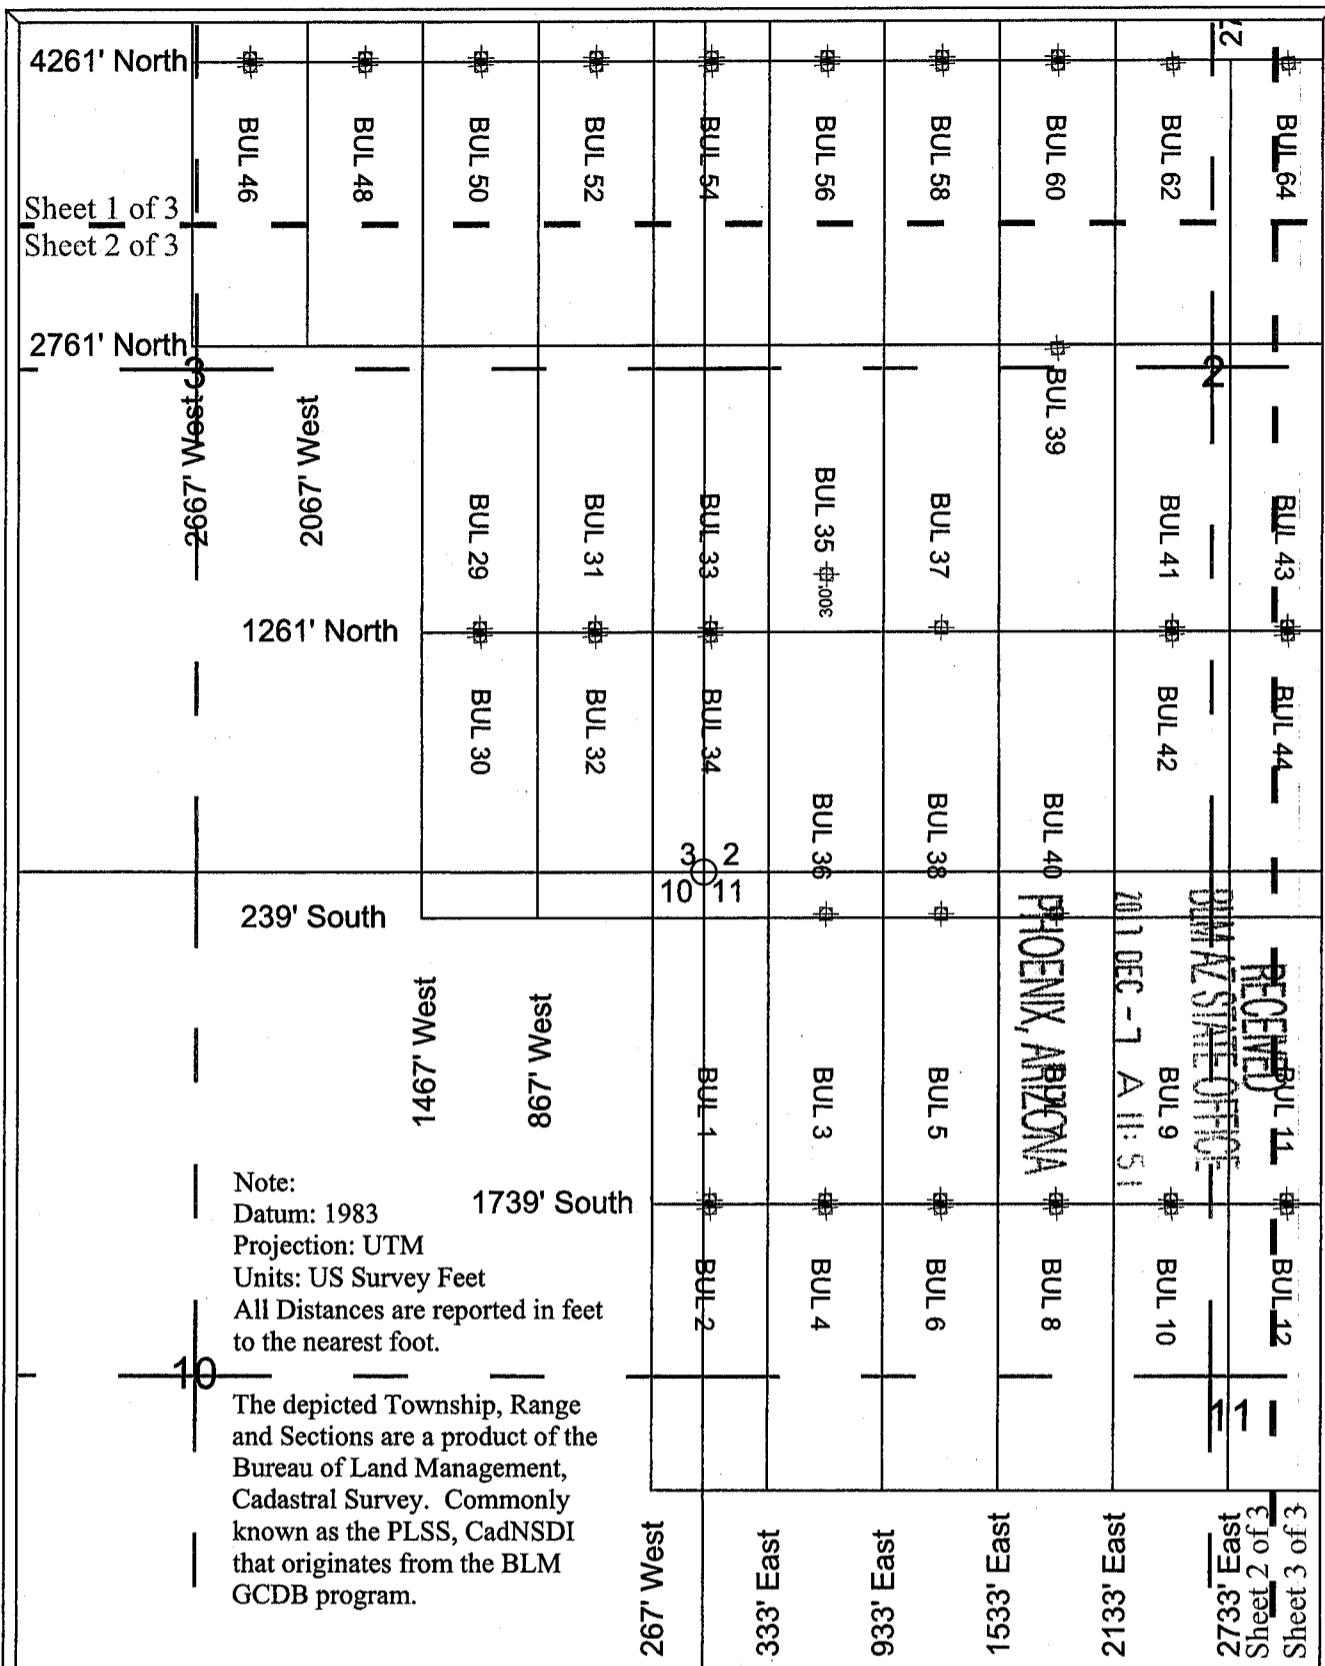 27
4261' North
BUL 46
BUL 48
BUL 50
BUL 52
BUL 54
BUL 56
BUL 58
BUL 60
BUL 62
BUL 64
Sheet 1 of 3
Sheet 2 of 3
2761' North
2
2667' West
2067' West
BUL 39
BUL 29
BUL 31
BUL 33
BUL 35
300'
BUL 37
BUL 41
BUL 43
1261' North
BUL 30
BUL 32
BUL 34
BUL 36
BUL 38
BUL 40
BUL 42
BUL 44
3 2
10 11
239' South
RECEIVED
BLM AZ STATE OFFICE
2017 DEC -7 A 11: 51
PHOENIX, ARIZONA
1467' West
867' West
BUL 1
BUL 3
BUL 5
BUL 7
BUL 9
BUL 11
1739' South
BUL 2
BUL 4
BUL 6
BUL 8
BUL 10
BUL 12
Note:
Datum: 1983
Projection: UTM
Units: US Survey Feet
All Distances are reported in feet
to the nearest foot.
10
11
The depicted Township, Range
and Sections are a product of the
Bureau of Land Management,
Cadastral Survey. Commonly
known as the PLSS, CadNSDI
that originates from the BLM
GCDB program.
267' West
333' East
933' East
1533' East
2133' East
2733' East
Sheet 2 of 3
Sheet 3 of 3